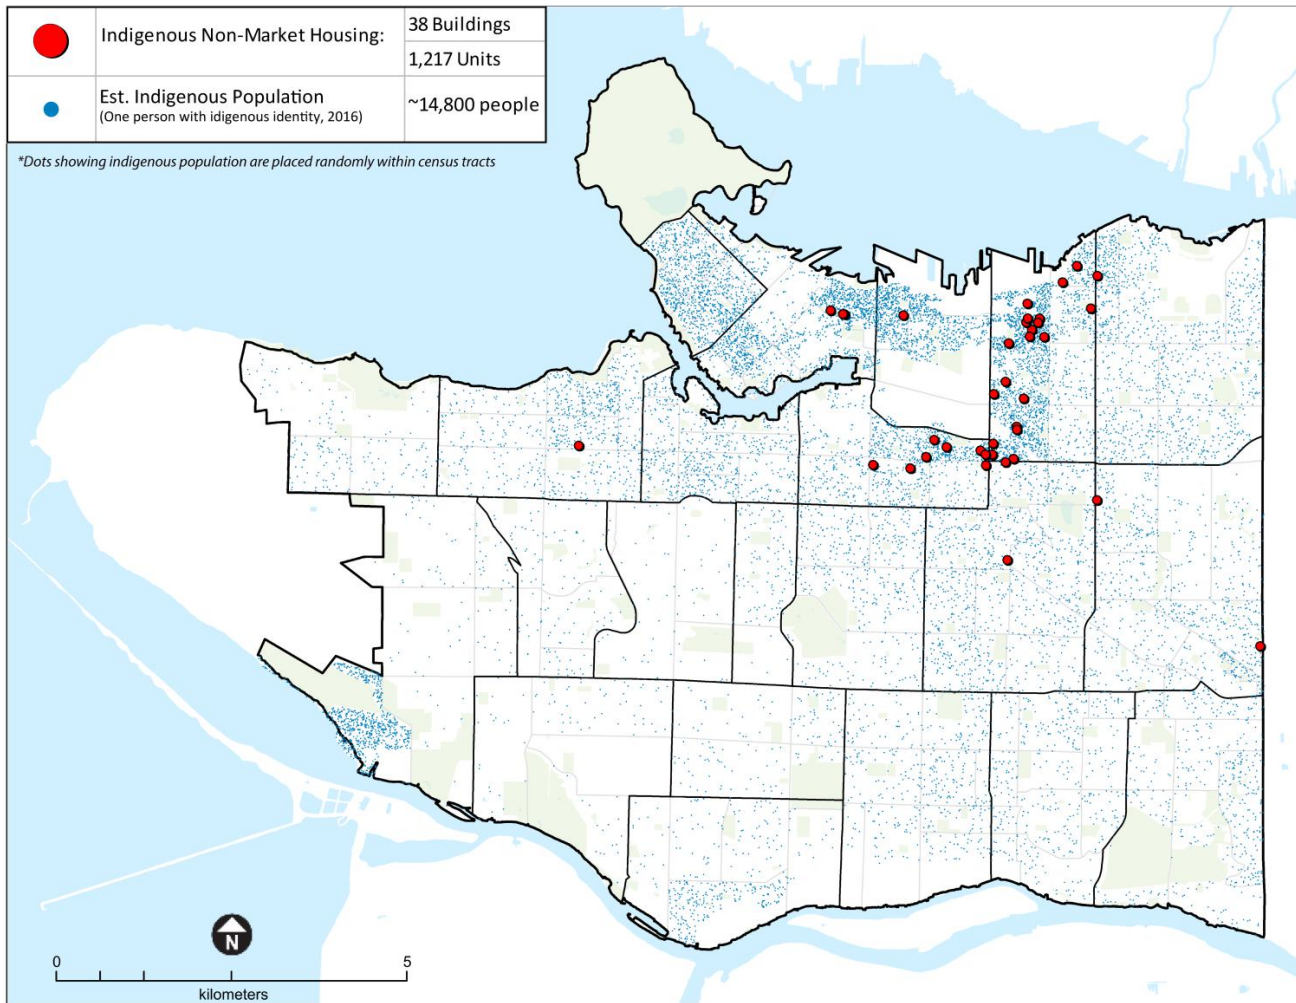 Indigenous Non-Market Housing:
38 Buildings
1,217 Units
Est. Indigenous Population
(One person with idigenous identity, 2016)
~14,800 people
*Dots showing indigenous population are placed randomly within census tracts
N
0 5
kilometers